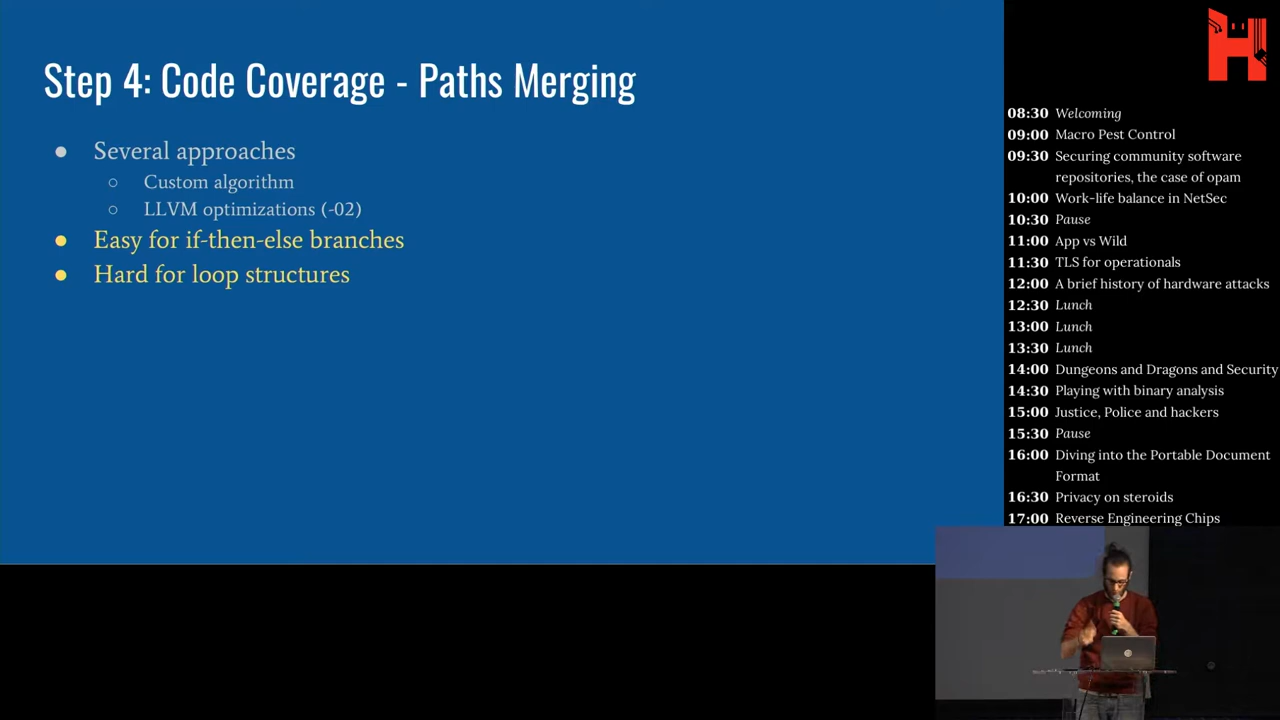 Step 4: Code Coverage - Paths Merging
● Several approaches
○ Custom algorithm
○ LLVM optimizations (-02)
● Easy for if-then-else branches
● Hard for loop structures
08:30 Welcoming
09:00 Macro Pest Control
09:30 Securing community software
repositories, the case of opam
10:00 Work-life balance in NetSec
10:30 Pause
11:00 App vs Wild
11:30 TLS for operationals
12:00 A brief history of hardware attacks
12:30 Lunch
13:00 Lunch
13:30 Lunch
14:00 Dungeons and Dragons and Security
14:30 Playing with binary analysis
15:00 Justice, Police and hackers
15:30 Pause
16:00 Diving into the Portable Document
Format
16:30 Privacy on steroids
17:00 Reverse Engineering Chips